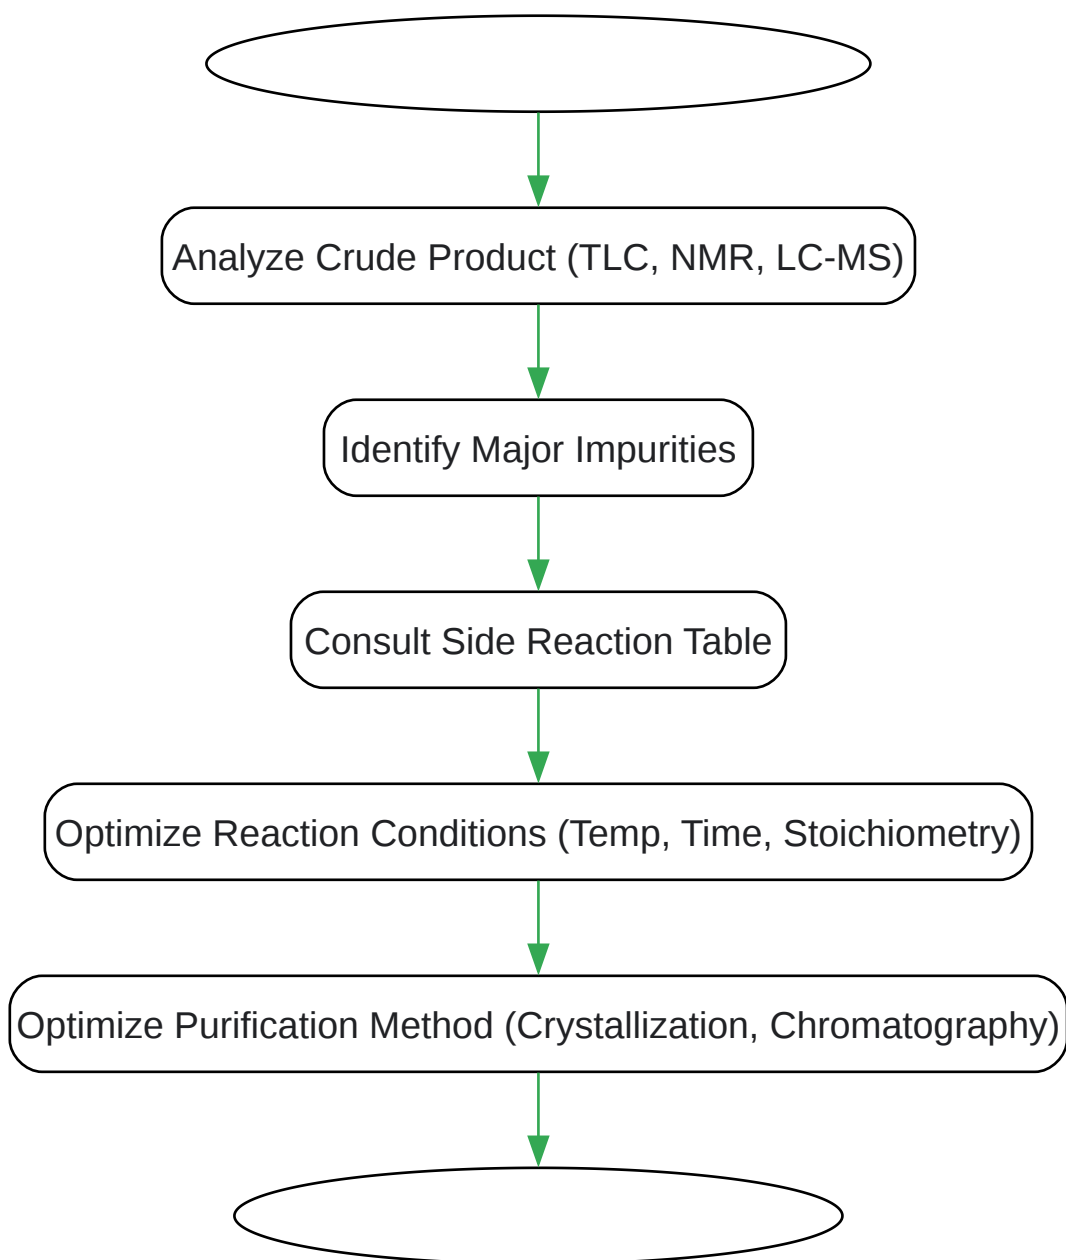 Analyze Crude Product (TLC, NMR, LC-MS)
Identify Major Impurities
Consult Side Reaction Table
Optimize Reaction Conditions (Temp, Time, Stoichiometry)
Optimize Purification Method (Crystallization, Chromatography)